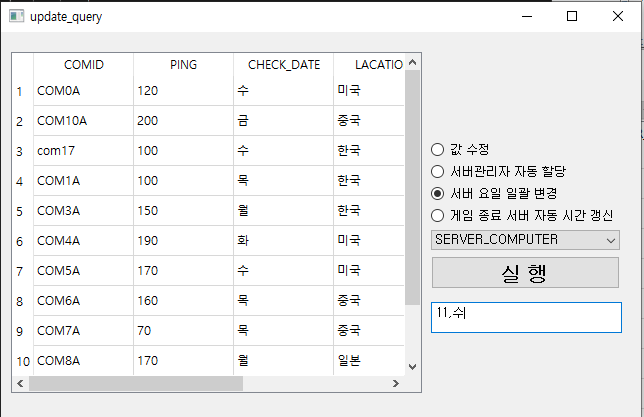 update_query
COMID PING CHECK_DATE LACATIO
1 COM0A 120 수 미국
2 COM10A 200 금 중국
3 com17 100 수 한국
4 COM1A 100 목 한국
5 COM3A 150 월 한국
6 COM4A 190 화 미국
7 COM5A 170 수 미국
8 COM6A 160 목 중국
9 COM7A 70 목 중국
10 COM8A 170 월 일본
값 수정
서버관리자 자동 할당
서버 요일 일괄 변경
게임 종료 서버 자동 시간 갱신
SERVER_COMPUTER
실 행
11,수